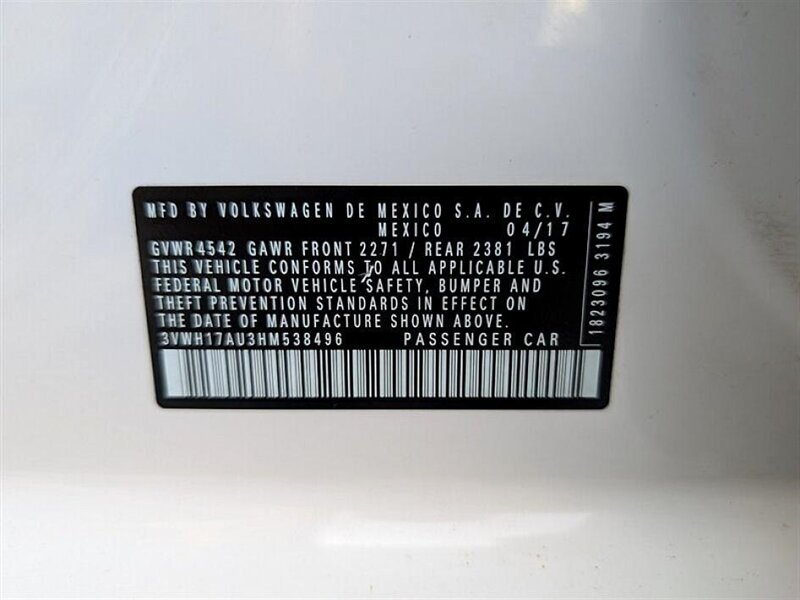 MFD BY VOLKSWAGEN DE MEXICO S.A. DE C.V.
MEXICO 04/17
GVWR 4542 GAWR FRONT 2271 / REAR 2381 LBS
THIS VEHICLE CONFORMS TO ALL APPLICABLE U.S.
FEDERAL MOTOR VEHICLE SAFETY, BUMPER AND
THEFT PREVENTION STANDARDS IN EFFECT ON
THE DATE OF MANUFACTURE SHOWN ABOVE.
3VWH17AU3HM538496 PASSENGER CAR
1823096 3194 M